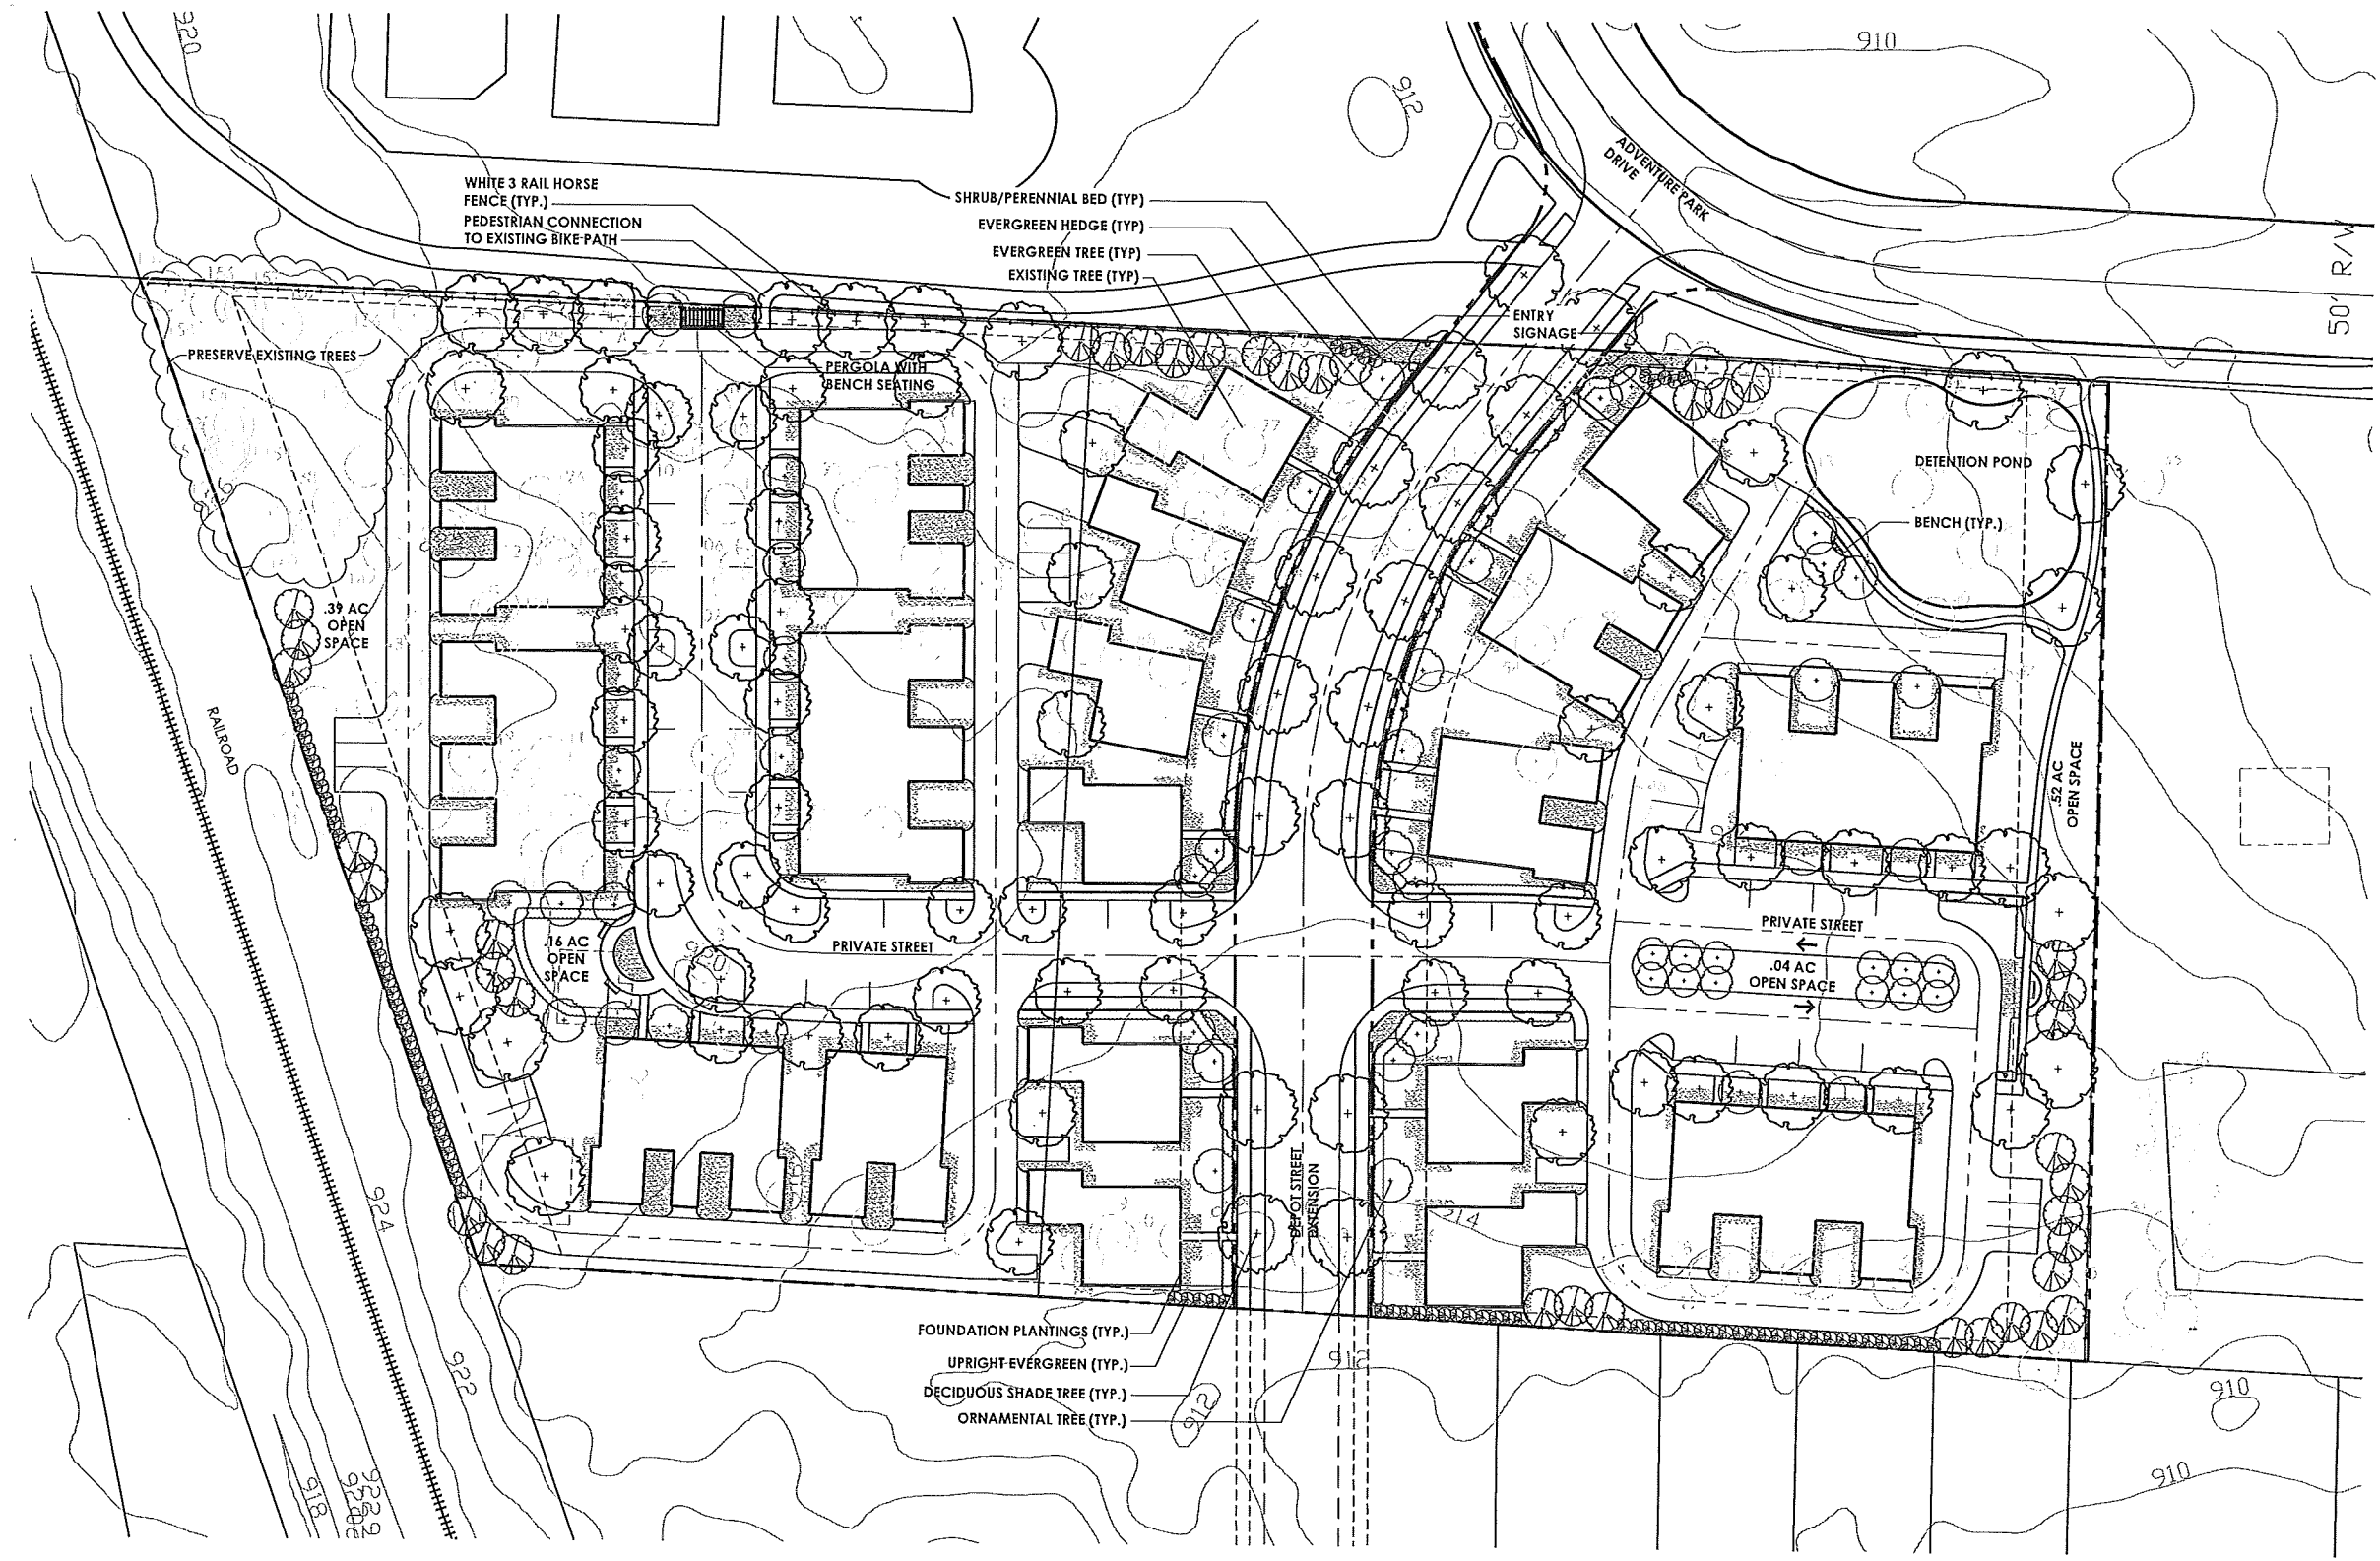 920
910
912
ADVENTURE PARK
DRIVE
50' R/W
WHITE 3 RAIL HORSE
FENCE (TYP.)
PEDESTRIAN CONNECTION
TO EXISTING BIKE PATH
SHRUB/PERENNIAL BED (TYP)
EVERGREEN HEDGE (TYP)
EVERGREEN TREE (TYP)
EXISTING TREE (TYP)
ENTRY
SIGNAGE
PRESERVE EXISTING TREES
PERGOLA WITH
BENCH SEATING
DETENTION POND
BENCH (TYP.)
.39 AC
OPEN
SPACE
RAILROAD
.52 AC
OPEN SPACE
.16 AC
OPEN
SPACE
PRIVATE STREET
PRIVATE STREET
.04 AC
OPEN SPACE
DEPOT STREET
EXTENSION
924
914
FOUNDATION PLANTINGS (TYP.)
UPRIGHT EVERGREEN (TYP.)
DECIDUOUS SHADE TREE (TYP.)
ORNAMENTAL TREE (TYP.)
922
912
912
910
910
918